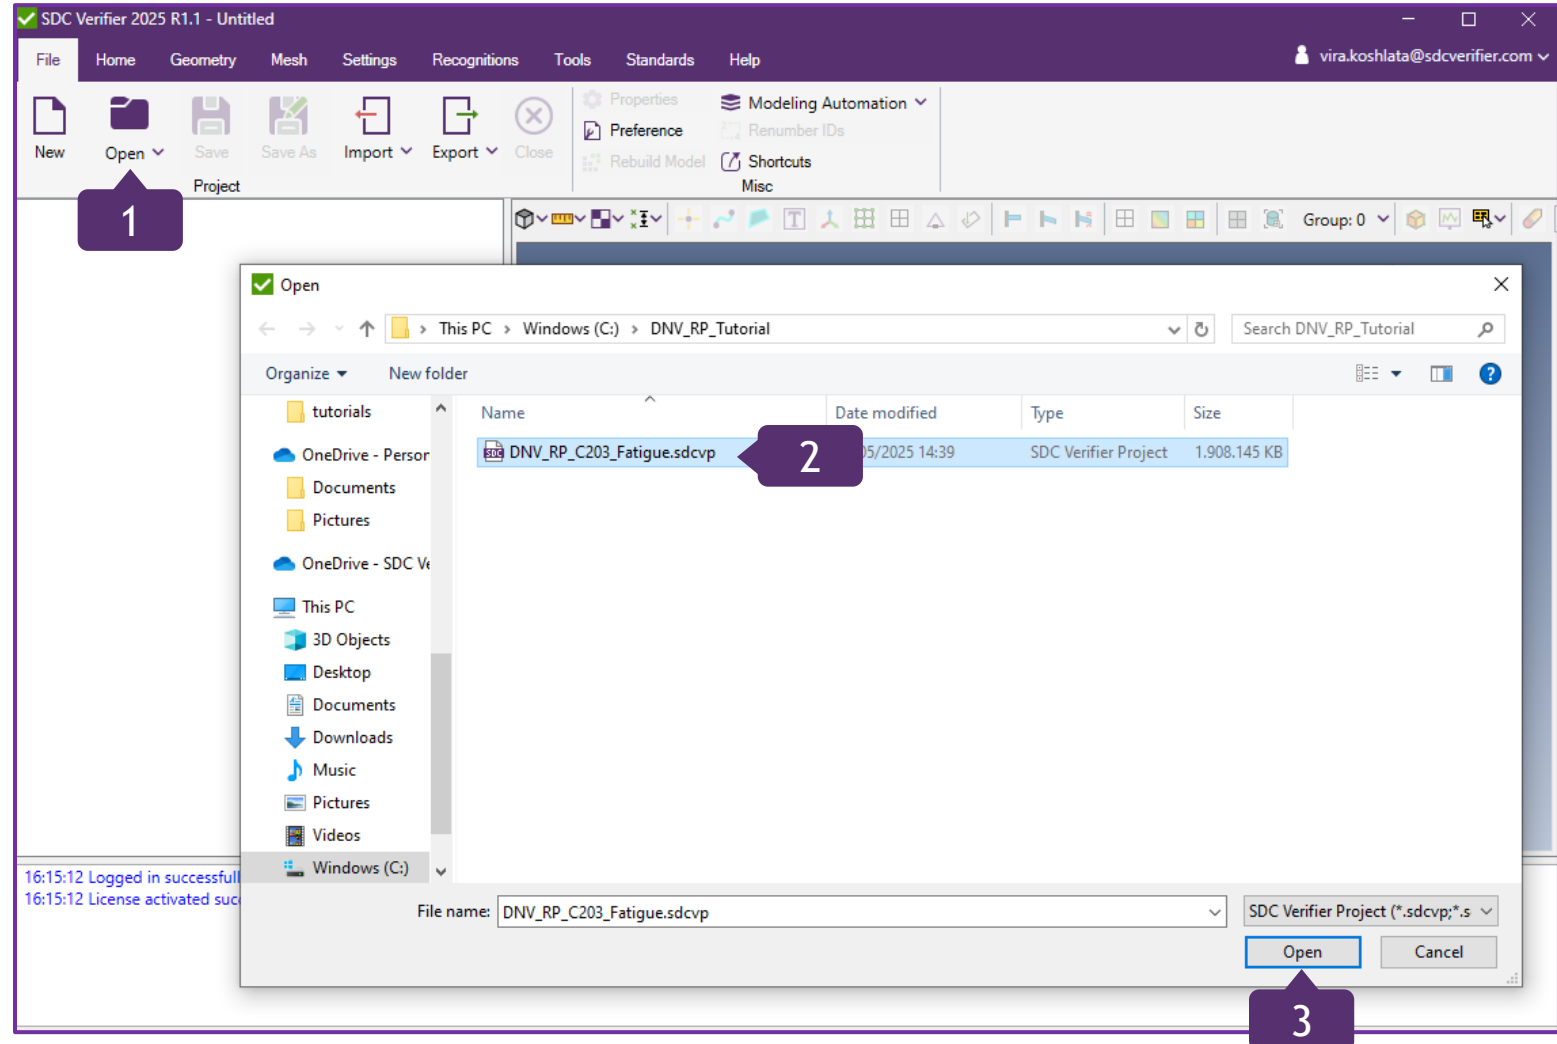 SDC Verifier 2025 R1.1 - Untitled
File Home Geometry Mesh Settings Recognitions Tools Standards Help vira.koshlata@sdcverifier.com
New Open Save Save As Import Export Close
Project
Properties
Preference
Rebuild Model
Modeling Automation
Renumber IDs
Shortcuts
Misc
1
Group: 0
Open
This PC > Windows (C:) > DNV_RP_Tutorial
Search DNV_RP_Tutorial
Organize New folder
Name Date modified Type Size
DNV_RP_C203_Fatigue.sdcvp 05/2025 14:39 SDC Verifier Project 1.908.145 KB
2
tutorials
OneDrive - Person
Documents
Pictures
OneDrive - SDC Ve
This PC
3D Objects
Desktop
Documents
Downloads
Music
Pictures
Videos
Windows (C:)
16:15:12 Logged in successfull
16:15:12 License activated suc
File name: DNV_RP_C203_Fatigue.sdcvp SDC Verifier Project (*.sdcvp;*.s
Open Cancel
3